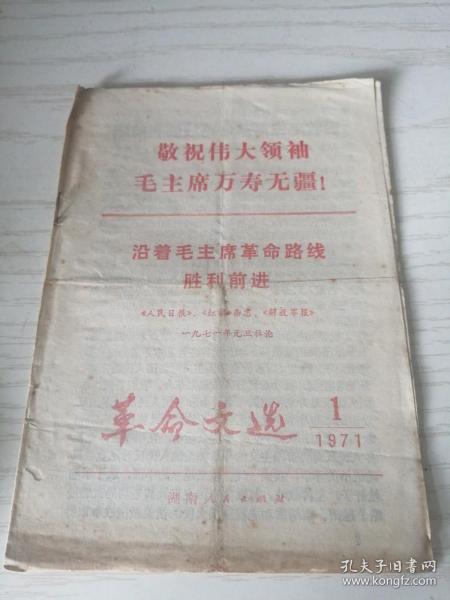 敬祝伟大领袖
毛主席万寿无疆！
沿着毛主席革命路线
胜利前进
《人民日报》、《红旗》杂志、《解放军报》
一九七一年元旦社论
革命文选
1
1971
湖南人民出版社
孔夫子旧书网
www.kongfz.com